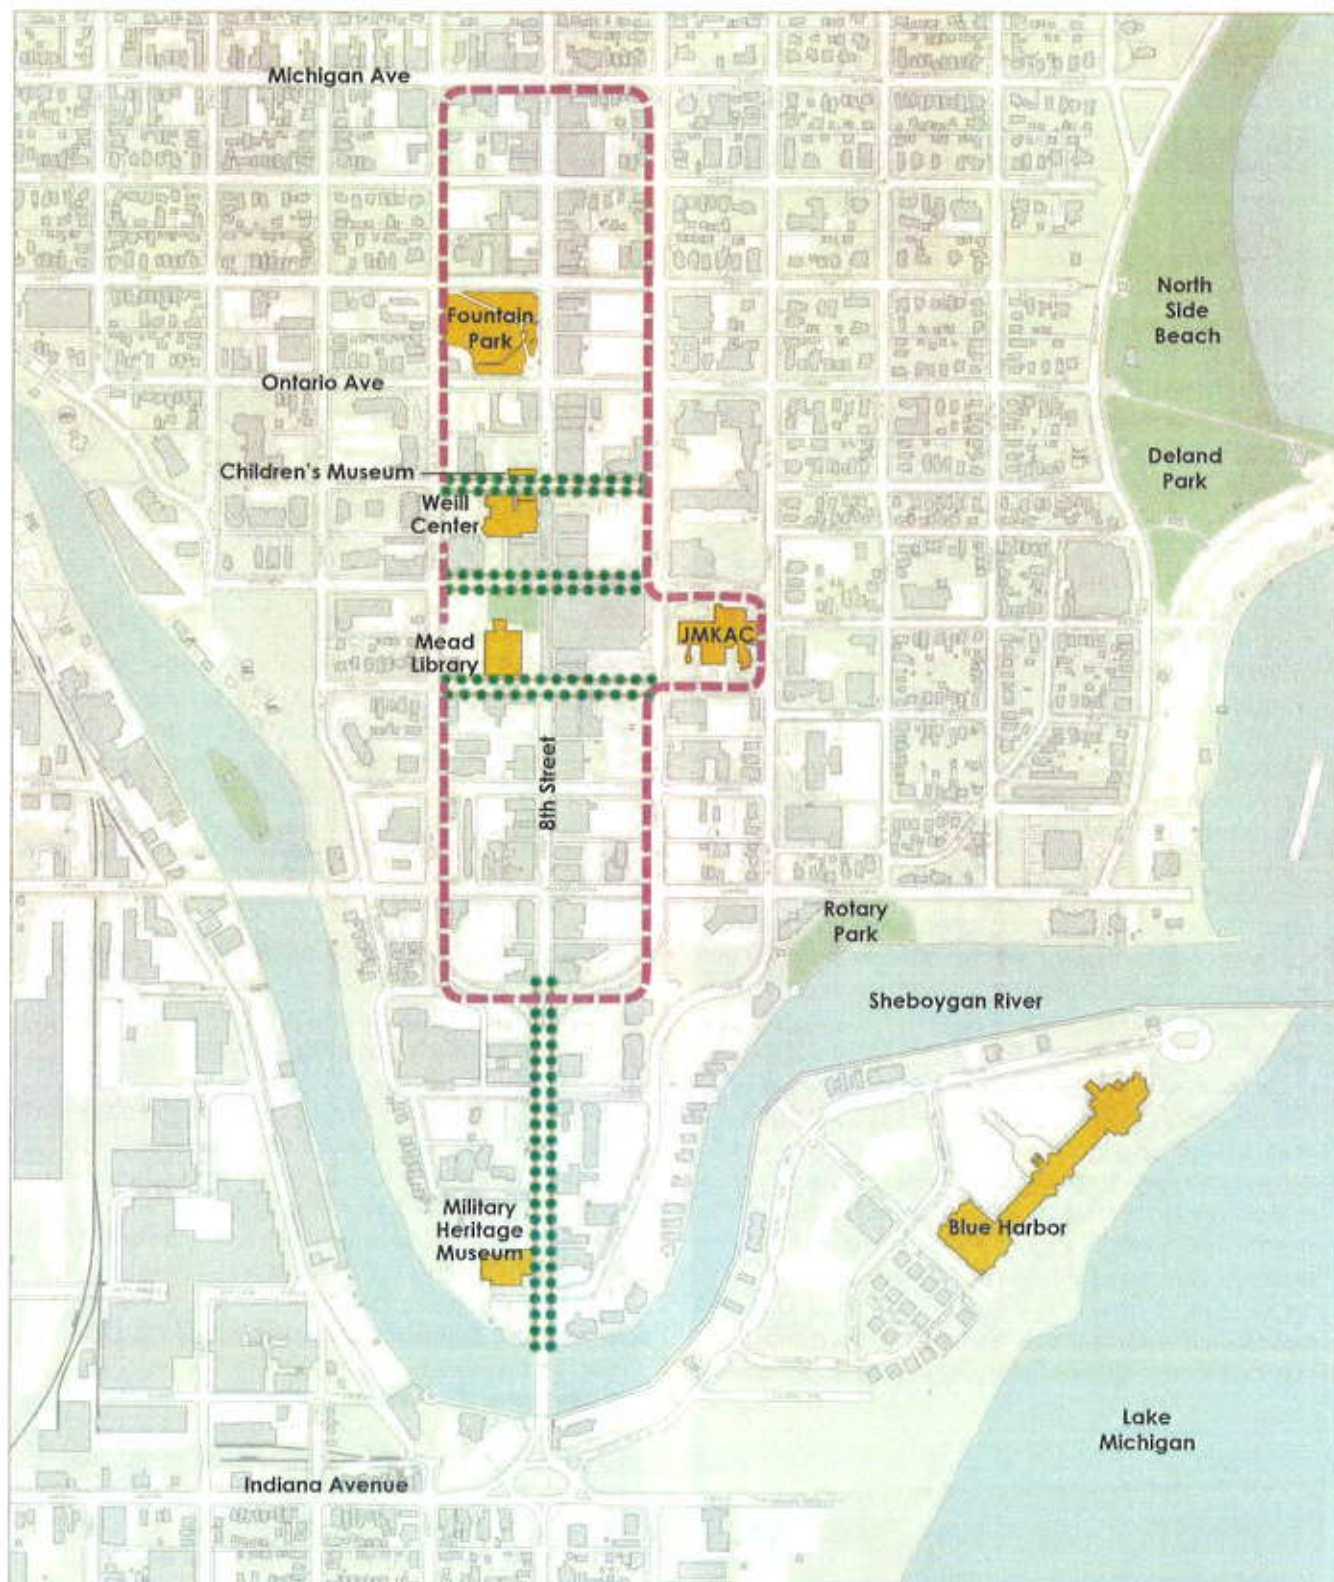 Michigan Ave
North
Side
Beach
Fountain
Park
Ontario Ave
Children's Museum
Weill
Center
Deland
Park
JMKAC
Mead
Library
8th Street
Rotary
Park
Sheboygan River
Military
Heritage
Museum
Blue Harbor
Lake
Michigan
Indiana Avenue